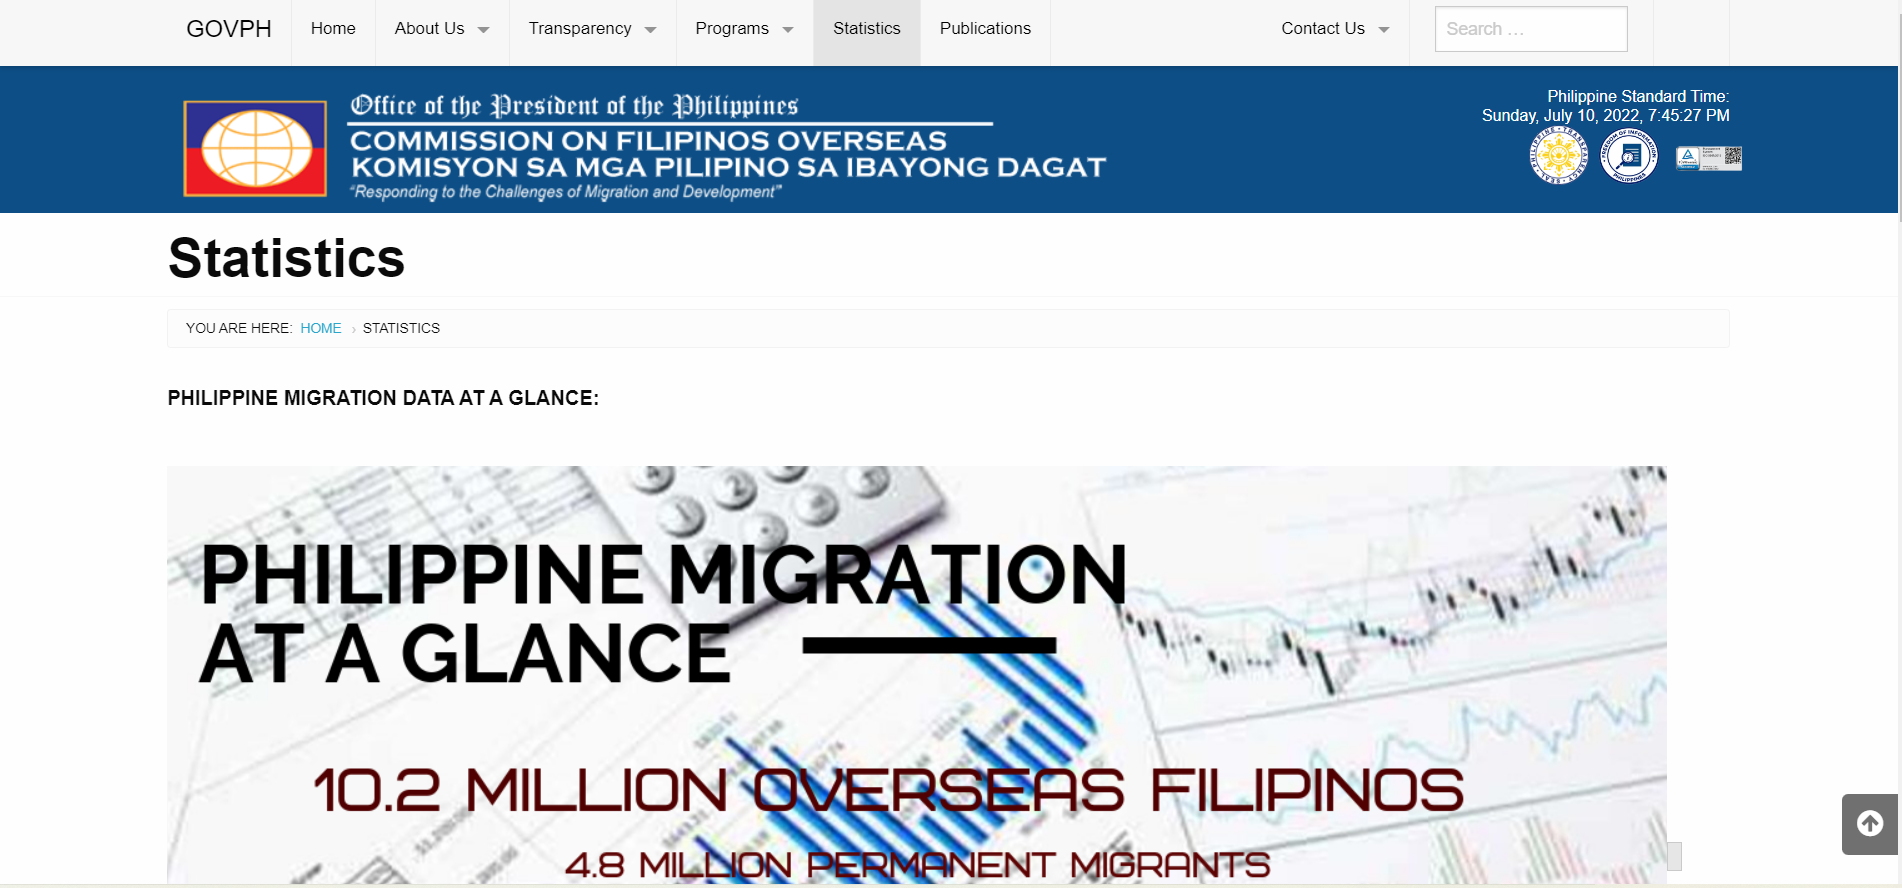 GOVPH
Home
About Us
Transparency
Programs
Statistics
Publications
Contact Us
Search ...
Office of the President of the Philippines
COMMISSION ON FILIPINOS OVERSEAS
KOMISYON SA MGA PILIPINO SA IBAYONG DAGAT
"Responding to the Challenges of Migration and Development"
Philippine Standard Time:
Sunday, July 10, 2022, 7:45:27 PM
Statistics
YOU ARE HERE: HOME › STATISTICS
PHILIPPINE MIGRATION DATA AT A GLANCE:
PHILIPPINE MIGRATION
AT A GLANCE
10.2 MILLION OVERSEAS FILIPINOS
4.8 MILLION PERMANENT MIGRANTS